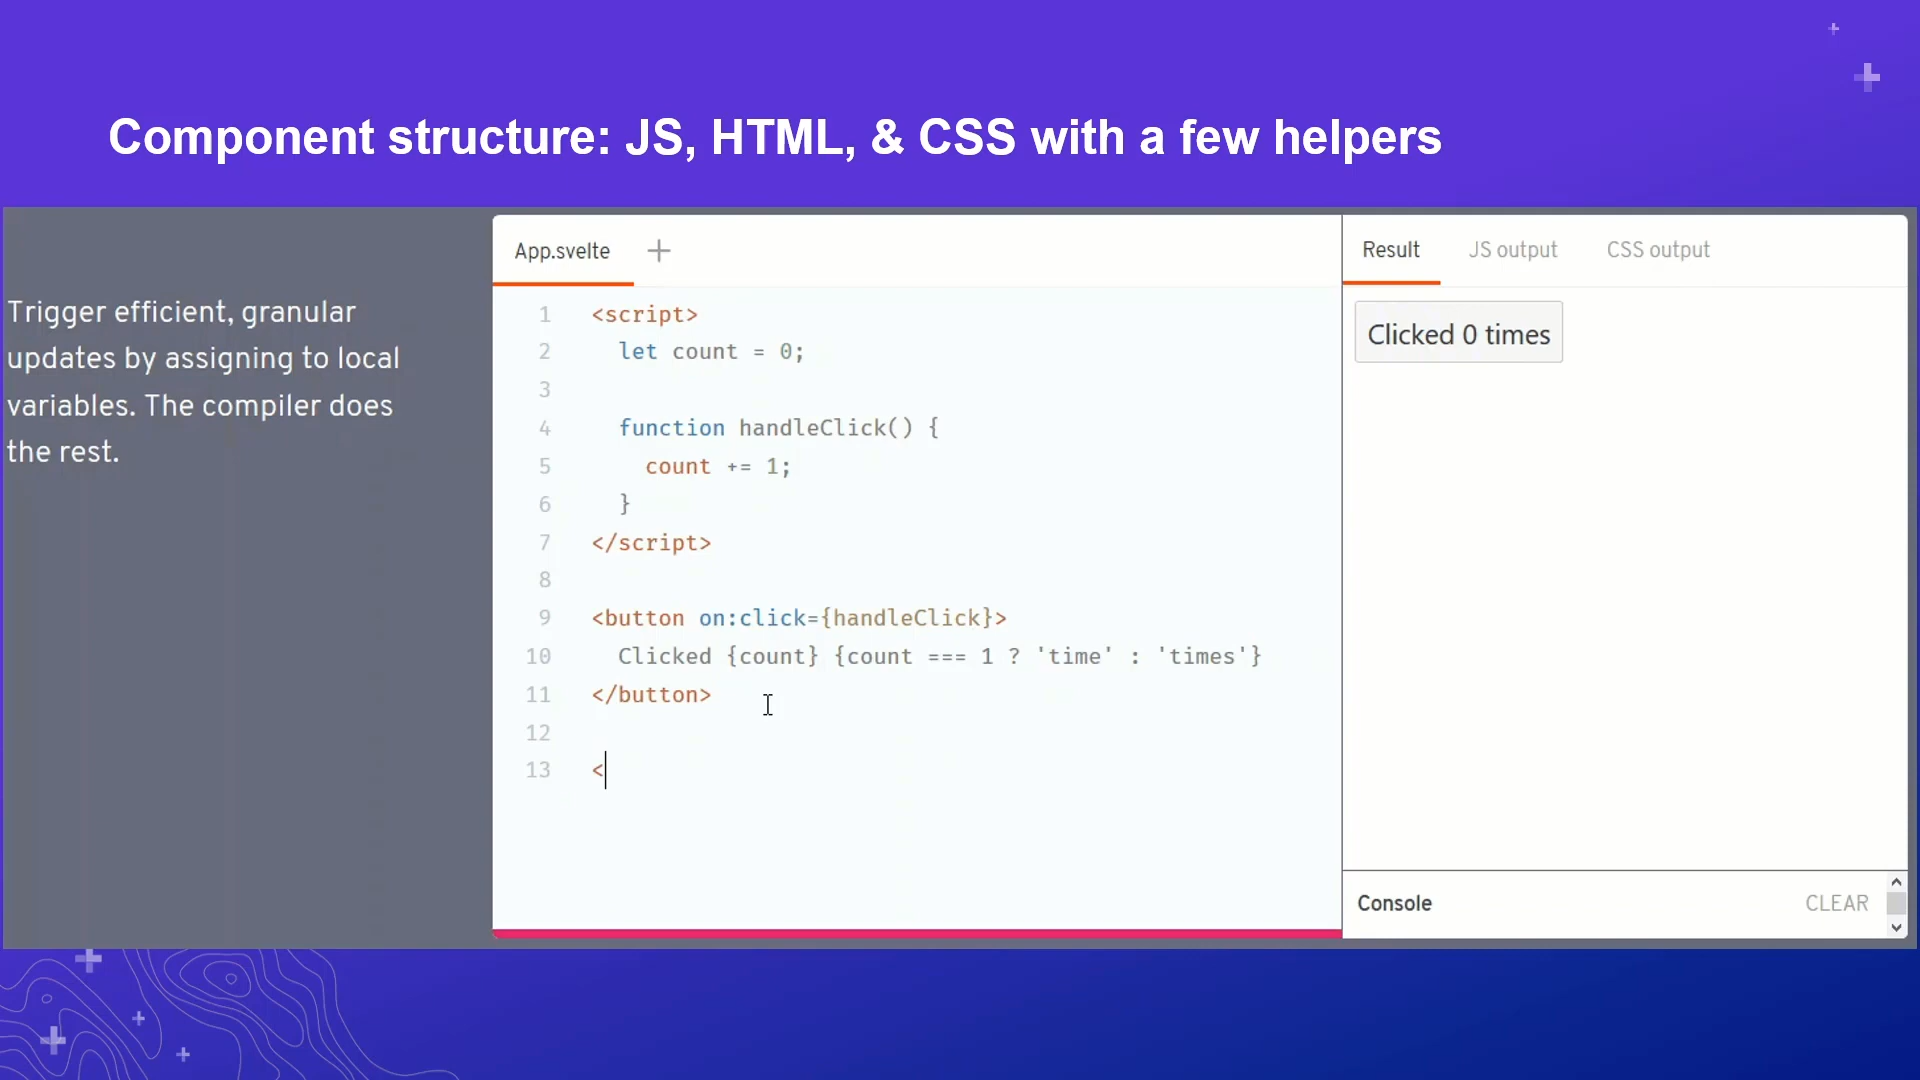 Component structure: JS, HTML, & CSS with a few helpers
Trigger efficient, granular
updates by assigning to local
variables. The compiler does
the rest.
App.svelte +
1 <script>
2 let count = 0;
3
4 function handleClick() {
5 count += 1;
6 }
7 </script>
8
9 <button on:click={handleClick}>
10 Clicked {count} {count === 1 ? 'time' : 'times'}
11 </button>
12
13 <
Result JS output CSS output
Clicked 0 times
Console CLEAR